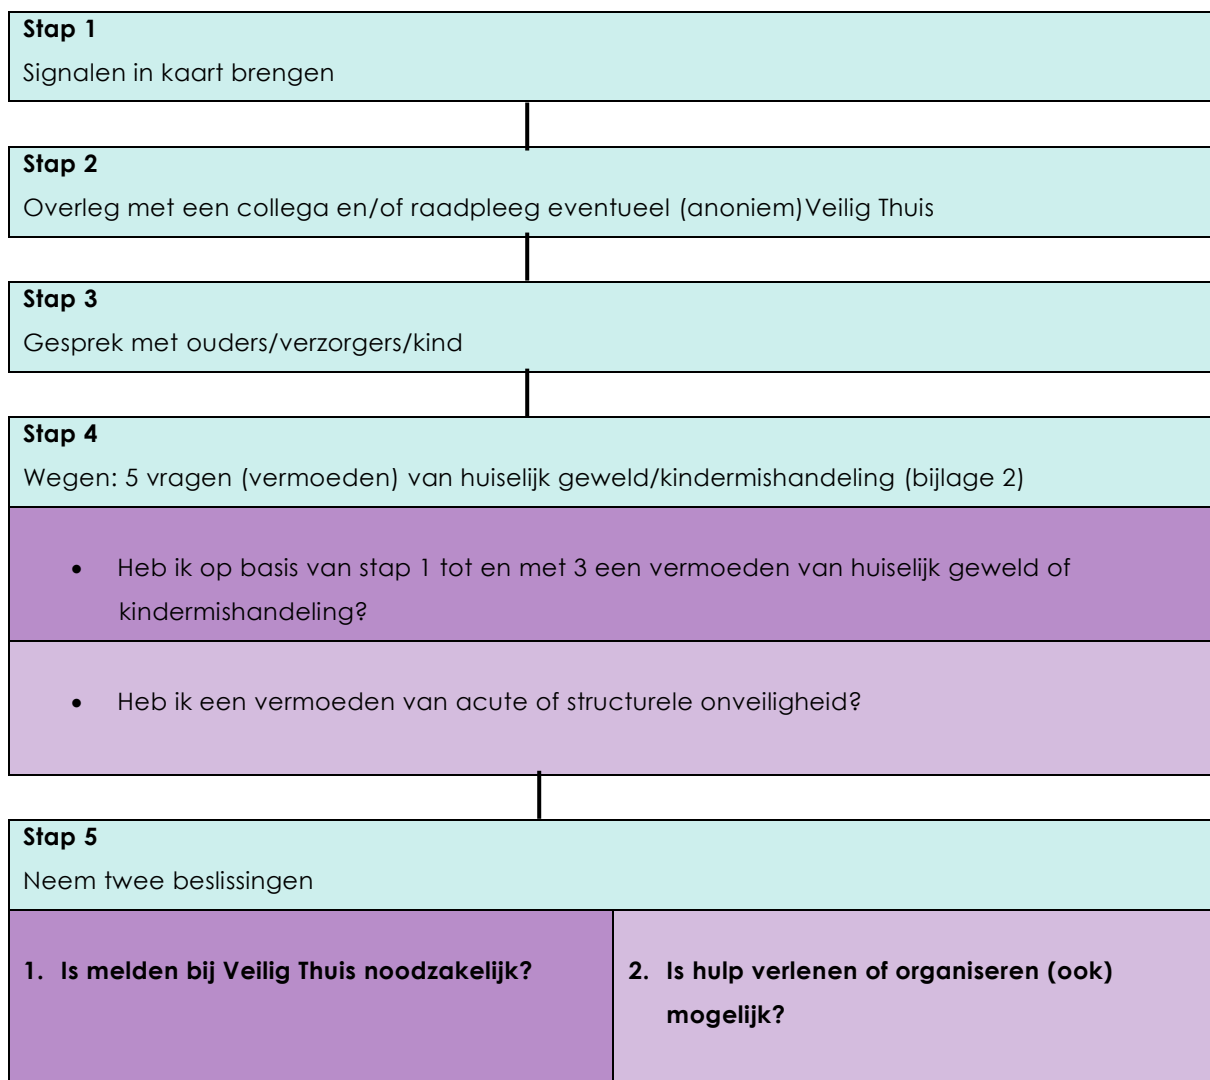 Stap 1
Signalen in kaart brengen
Stap 2
Overleg met een collega en/of raadpleeg eventueel (anoniem)Veilig Thuis
Stap 3
Gesprek met ouders/verzorgers/kind
Stap 4
Wegen: 5 vragen (vermoeden) van huiselijk geweld/kindermishandeling (bijlage 2)
• Heb ik op basis van stap 1 tot en met 3 een vermoeden van huiselijk geweld of
kindermishandeling?
• Heb ik een vermoeden van acute of structurele onveiligheid?
Stap 5
Neem twee beslissingen
1. Is melden bij Veilig Thuis noodzakelijk?
2. Is hulp verlenen of organiseren (ook)
mogelijk?